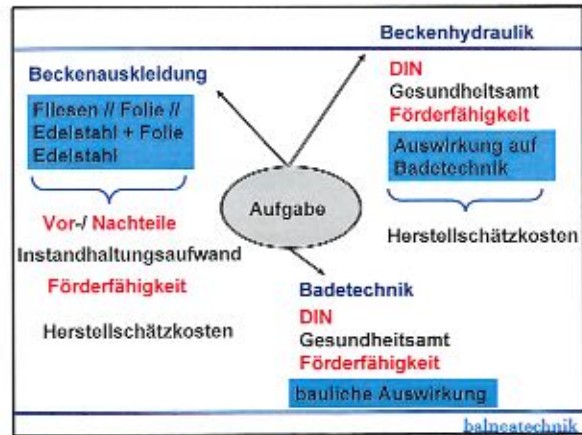 Beckenhydraulik
DIN
Gesundheitsamt
Förderfähigkeit
Auswirkung auf
Badetechnik
Herstellschätzkosten
Beckenauskleidung
Fliesen // Folie //
Edelstahl + Folie
Edelstahl
Vor-/ Nachteile
Instandhaltungsaufwand
Förderfähigkeit
Herstellschätzkosten
Aufgabe
Badetechnik
DIN
Gesundheitsamt
Förderfähigkeit
bauliche Auswirkung
balneatechnik